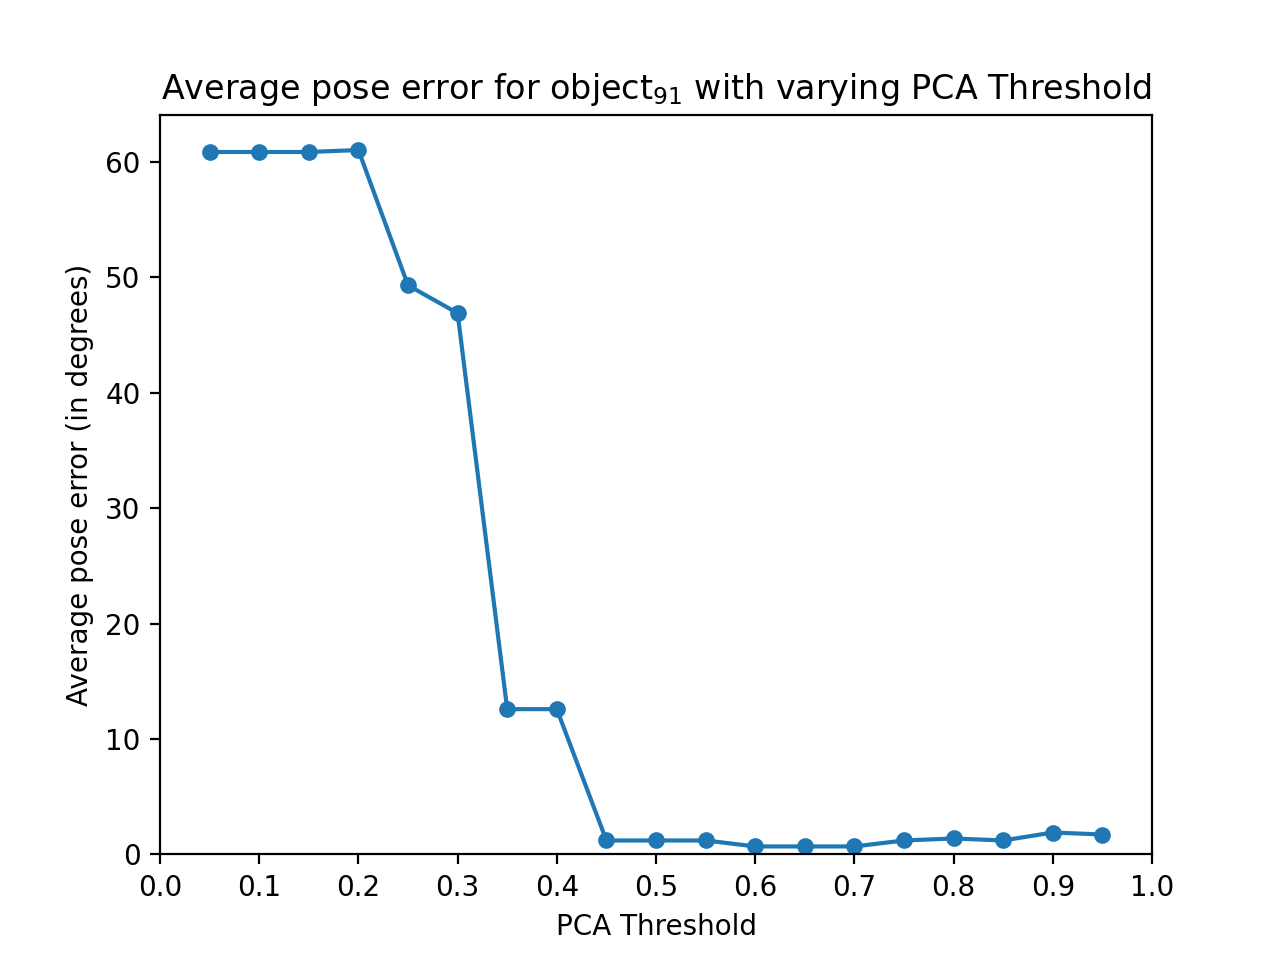 Average pose error for object₉₁ with varying PCA Threshold
Average pose error (in degrees)
60
50
40
30
20
10
0
0.0 0.1 0.2 0.3 0.4 0.5 0.6 0.7 0.8 0.9 1.0
PCA Threshold